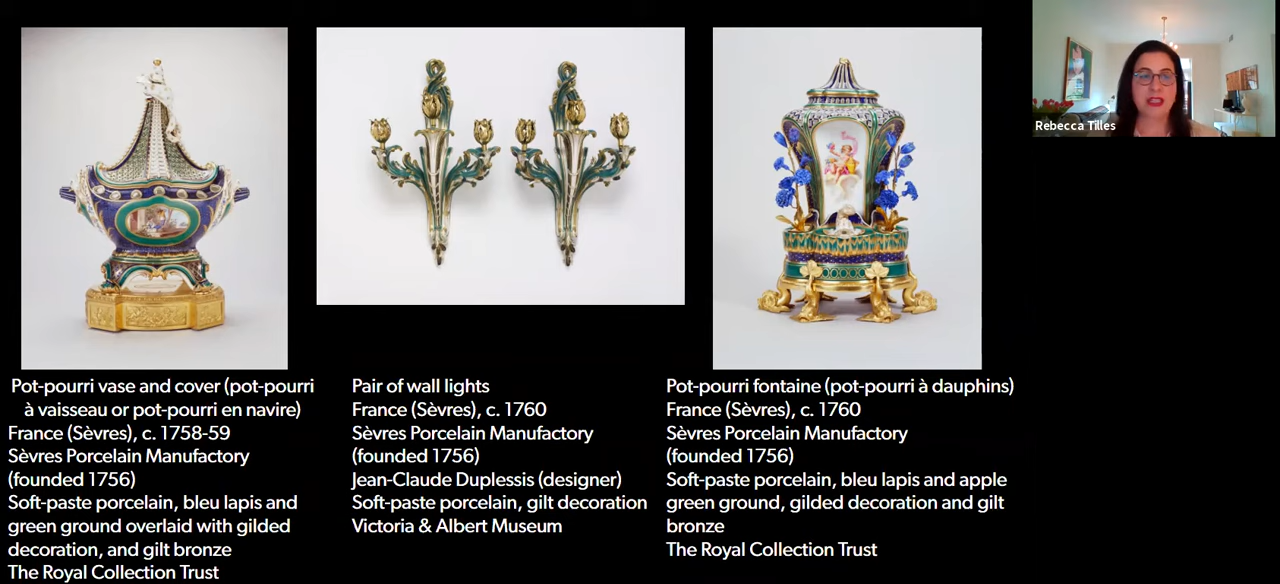 Rebecca Tilles
Pot-pourri vase and cover (pot-pourri
à vaisseau or pot-pourri en navire)
France (Sèvres), c. 1758-59
Sèvres Porcelain Manufactory
(founded 1756)
Soft-paste porcelain, bleu lapis and
green ground overlaid with gilded
decoration, and gilt bronze
The Royal Collection Trust
Pair of wall lights
France (Sèvres), c. 1760
Sèvres Porcelain Manufactory
(founded 1756)
Jean-Claude Duplessis (designer)
Soft-paste porcelain, gilt decoration
Victoria & Albert Museum
Pot-pourri fontaine (pot-pourri à dauphins)
France (Sèvres), c. 1760
Sèvres Porcelain Manufactory
(founded 1756)
Soft-paste porcelain, bleu lapis and apple
green ground, gilded decoration and gilt
bronze
The Royal Collection Trust